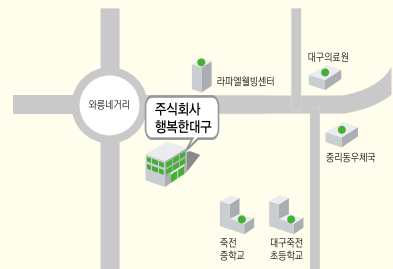 대구의료원
라파엘웰빙센터
와룡네거리
주식회사
행복한대구
중리동우체국
죽전
중학교
대구죽전
초등학교